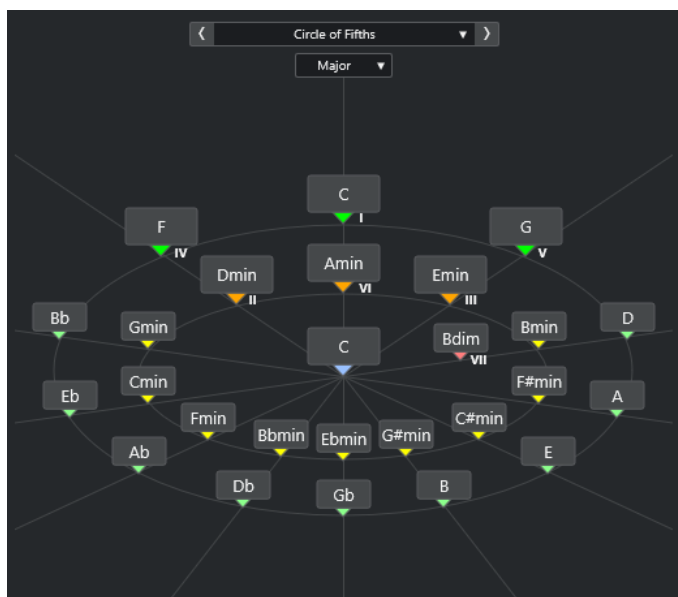 ❮ Circle of Fifths ▼ ❯
Major ▼
C
I
F
IV
G
V
Amin
VI
Dmin
II
Emin
III
Bb
D
Gmin
Bmin
Bdim
VII
C
Cmin
F#min
Eb
A
Fmin
C#min
Bbmin
Ebmin
G#min
Ab
E
Db
B
Gb